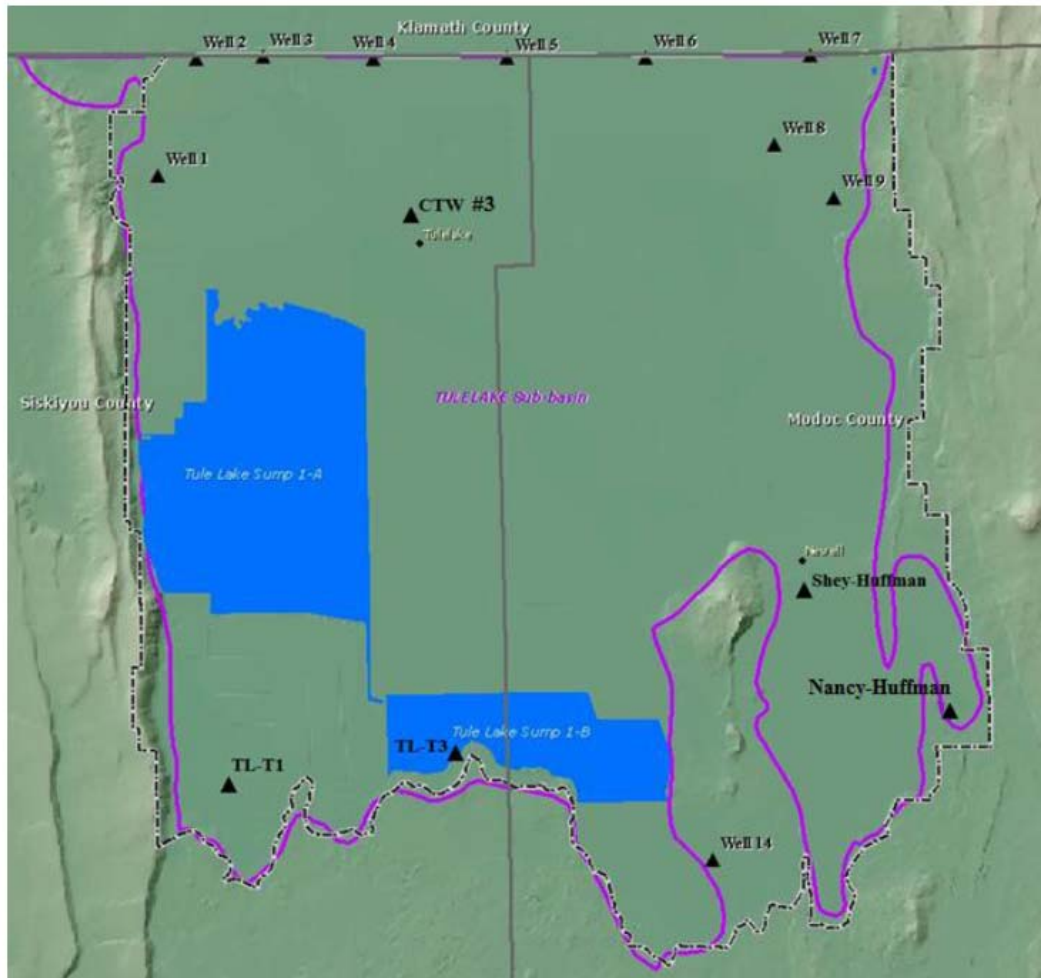 Klamath County
Well 2
Well 3
Well 4
Well 5
Well 6
Well 7
Well 8
Well 1
Well 9
CTW #3
Tulelake
TULELAKE Sub-basin
Siskiyou County
Modoc County
Tule Lake Sump 1-A
Newell
Shey-Huffman
Nancy-Huffman
Tule Lake Sump 1-B
TL-T3
TL-T1
Well 14